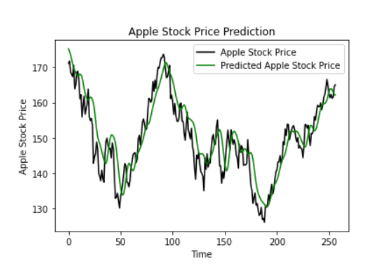 Apple Stock Price Prediction
Apple Stock Price
Predicted Apple Stock Price
Apple Stock Price
170
160
150
140
130
0 50 100 150 200 250
Time